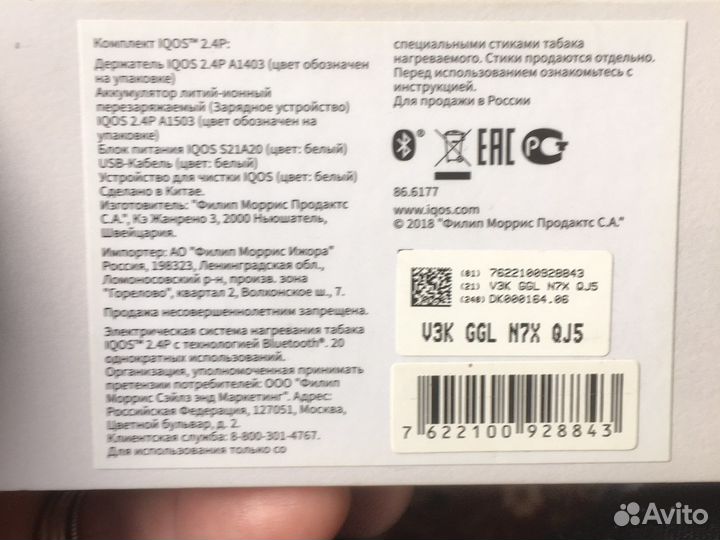 Комплект IQOS™ 2.4P:
Держатель IQOS 2.4P A1403 (цвет обозначен
на упаковке)
Аккумулятор литий-ионный
перезаряжаемый (Зарядное устройство)
IQOS 2.4P A1503 (цвет обозначен на
упаковке)
Блок питания IQOS S21A20 (цвет: белый)
USB-Кабель (цвет: белый)
Устройство для чистки IQOS (цвет: белый)
Сделано в Китае.
Изготовитель: "Филип Моррис Продактс
С.А.", Кэ Жанрено 3, 2000 Ньюшатель,
Швейцария.
Импортер: АО "Филип Моррис Ижора"
Россия, 198323, Ленинградская обл.,
Ломоносовский р-н, произв. зона
"Горелово", квартал 2, Волхонское ш., 7.
Продажа несовершеннолетним запрещена.
Электрическая система нагревания табака
IQOS™ 2.4P с технологией Bluetooth®. 20
однократных использований.
Организация, уполномоченная принимать
претензии потребителей: ООО "Филип
Моррис Сэйлз энд Маркетинг". Адрес:
Российская Федерация, 127051, Москва,
Цветной бульвар, д. 2.
Клиентская служба: 8-800-301-4767.
Для использования только со
специальными стиками табака
нагреваемого. Стики продаются отдельно.
Перед использованием ознакомьтесь с
инструкцией.
Для продажи в России
® EAC РСТ
86.6177
www.iqos.com
© 2018 "Филип Моррис Продактс С.А."
(01) 7622100928843
(21) V3K GGL N7X QJ5
(240) DK000164.06
V3K GGL N7X QJ5
7 622100 928843
Avito